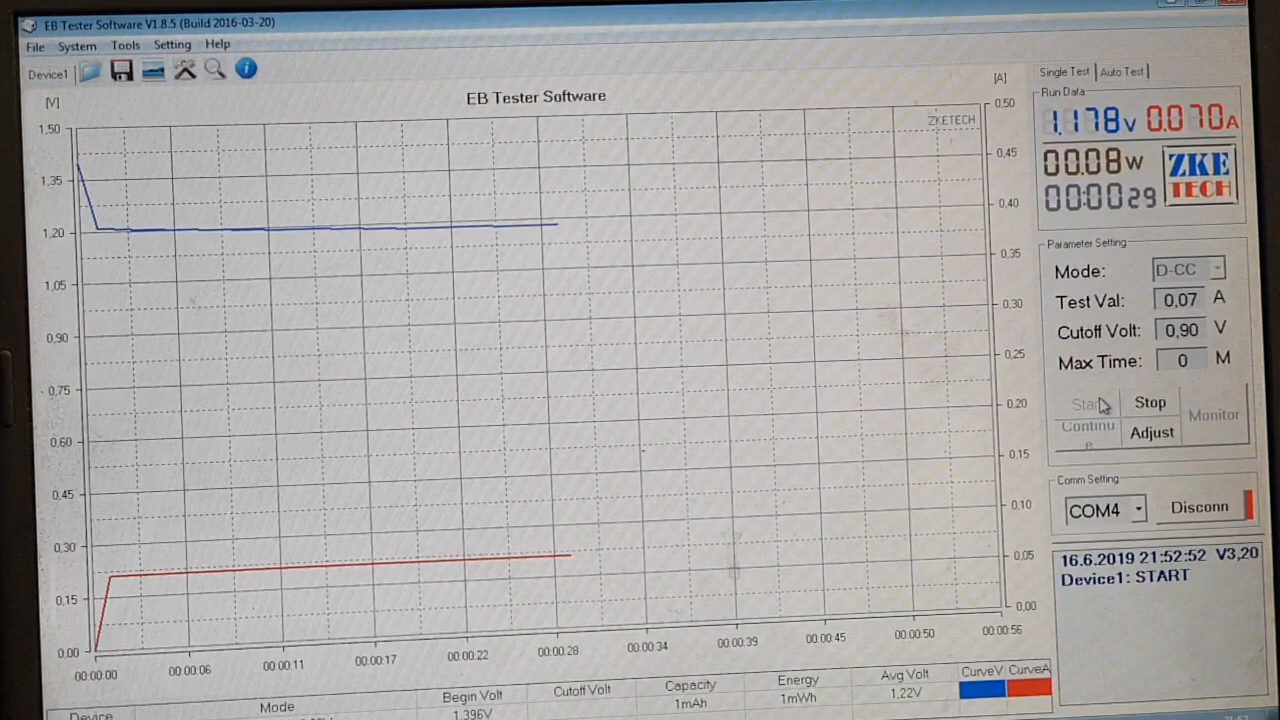 EB Tester Software V1.8.5 (Build 2016-03-20)
File System Tools Setting Help
Device1
[V]
EB Tester Software
[A]
ZKETECH
1,50
1,35
1,20
1,05
0,90
0,75
0,60
0,45
0,30
0,15
0,00
0,50
0,45
0,40
0,35
0,30
0,25
0,20
0,15
0,10
0,05
0,00
00:00:00 00:00:06 00:00:11 00:00:17 00:00:22 00:00:28 00:00:34 00:00:39 00:00:45 00:00:50 00:00:56
Device Mode Begin Volt Cutoff Volt Capacity Energy Avg Volt CurveV CurveA
1,396V 1mAh 1mWh 1,22V
Single Test Auto Test
Run Data
1.178V 0.070A
00.08W
00:00 29
ZKE
TECH
Parameter Setting
Mode: D-CC
Test Val: 0,07 A
Cutoff Volt: 0,90 V
Max Time: 0 M
Stop
Monitor
Continu
e
Adjust
Comm Setting
COM4 Disconn
16.6.2019 21:52:52 V3,20
Device1: START